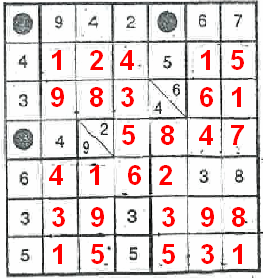 9 4 2 6 7
4 1 2 4 5 1 5
3 9 8 3 4 6 6 1
4 9 2 5 8 4 7
6 4 1 6 2 3 8
3 3 9 3 3 9 8
5 1 5 5 5 3 1